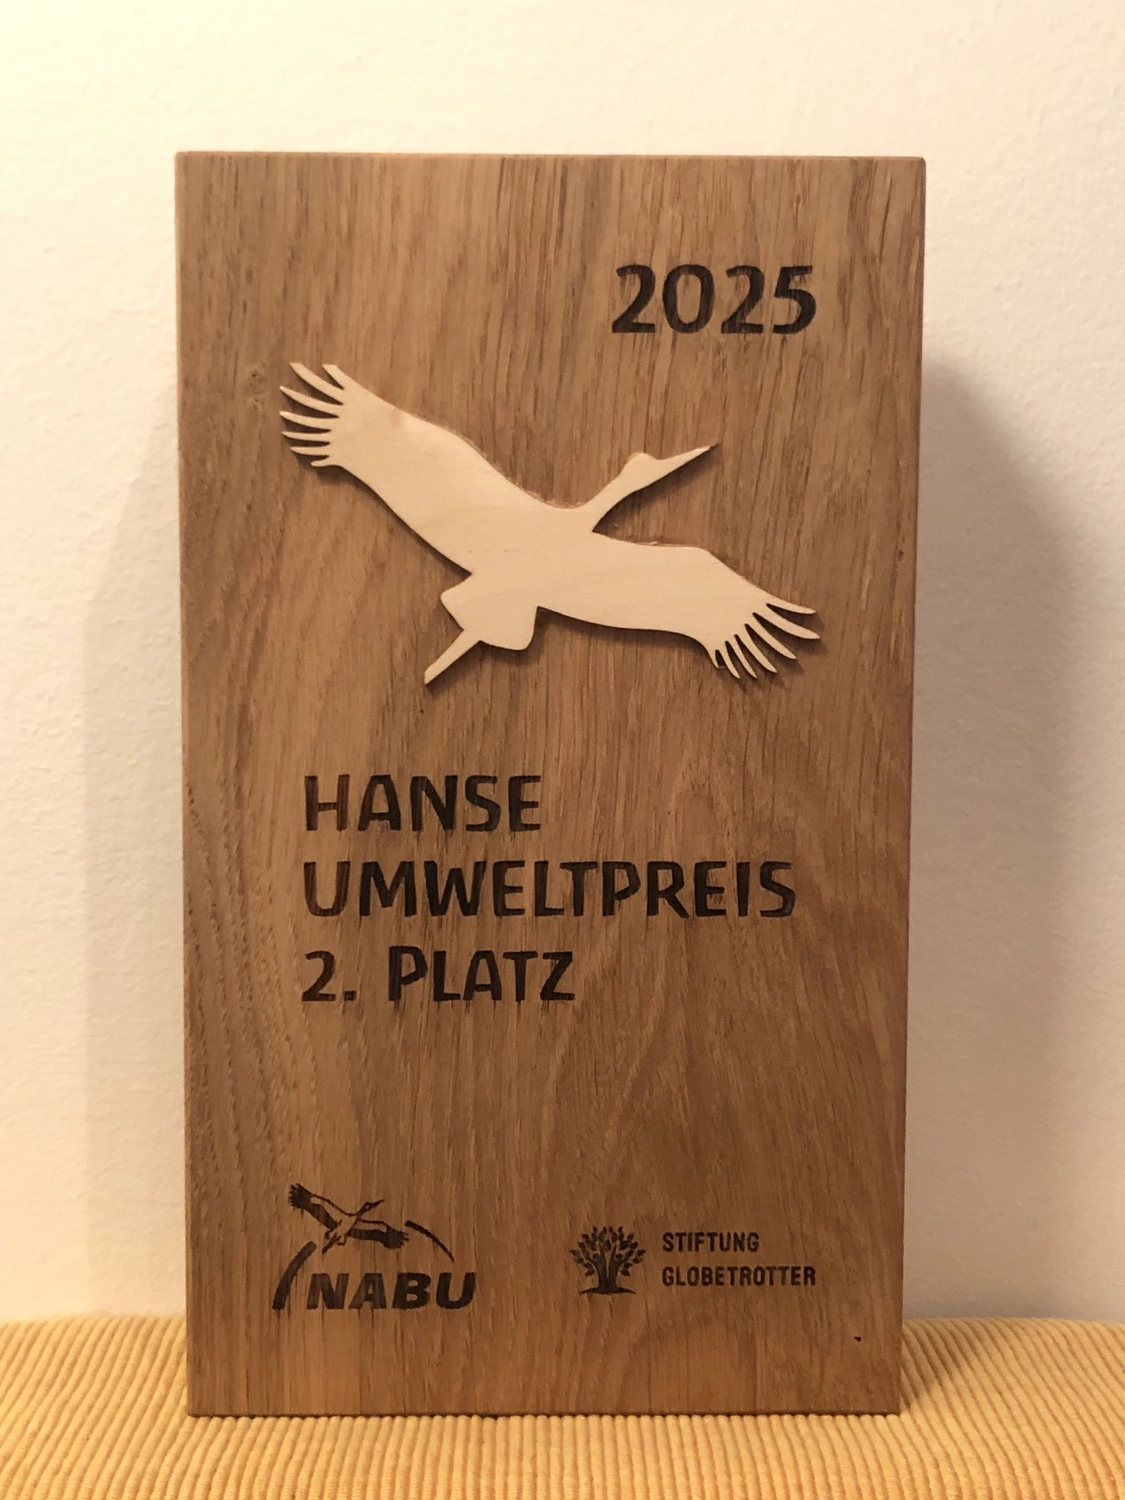 2025
HANSE
UMWELTPREIS
2. PLATZ
NABU
STIFTUNG
GLOBETROTTER